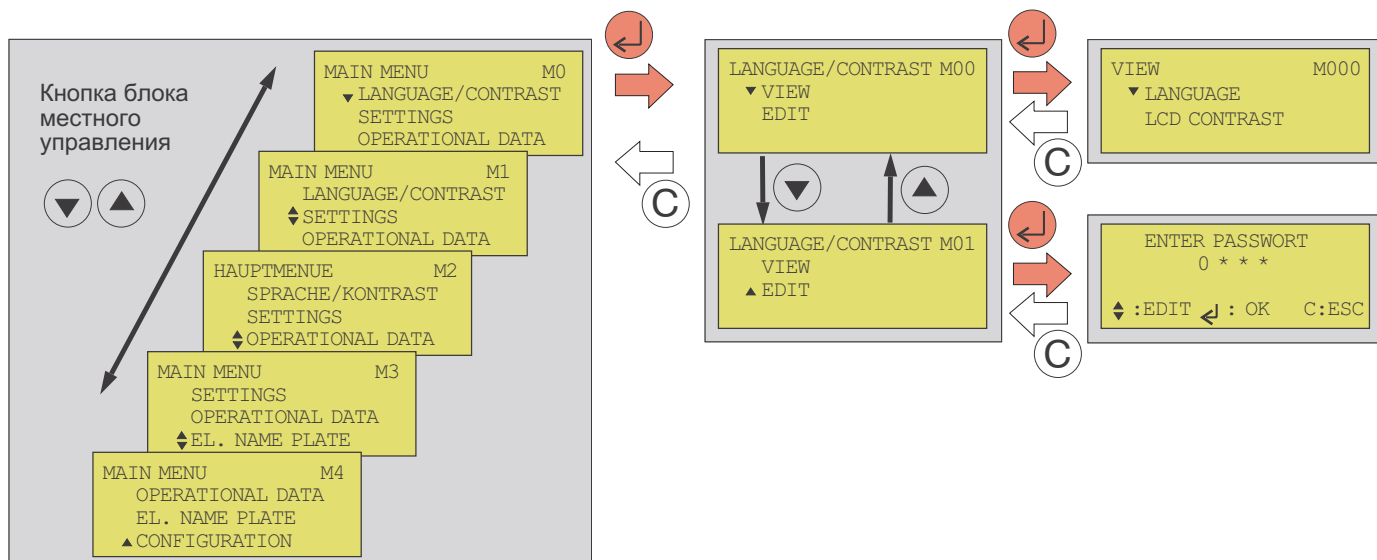 Кнопка блока
местного
управления
MAIN MENU M0
LANGUAGE/CONTRAST
SETTINGS
OPERATIONAL DATA
MAIN MENU M1
LANGUAGE/CONTRAST
SETTINGS
OPERATIONAL DATA
HAUPTMENUE M2
SPRACHE/KONTRAST
SETTINGS
OPERATIONAL DATA
MAIN MENU M3
SETTINGS
OPERATIONAL DATA
EL. NAME PLATE
MAIN MENU M4
OPERATIONAL DATA
EL. NAME PLATE
CONFIGURATION
C
LANGUAGE/CONTRAST M00
VIEW
EDIT
LANGUAGE/CONTRAST M01
VIEW
EDIT
C
VIEW M000
LANGUAGE
LCD CONTRAST
C
ENTER PASSWORT
0 * * *
:EDIT : OK C:ESC